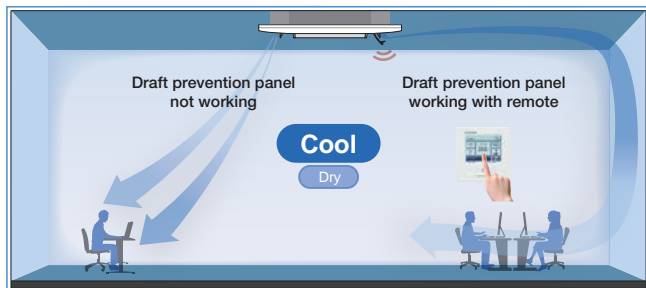 Draft prevention panel
not working
Draft prevention panel
working with remote
Cool
Dry